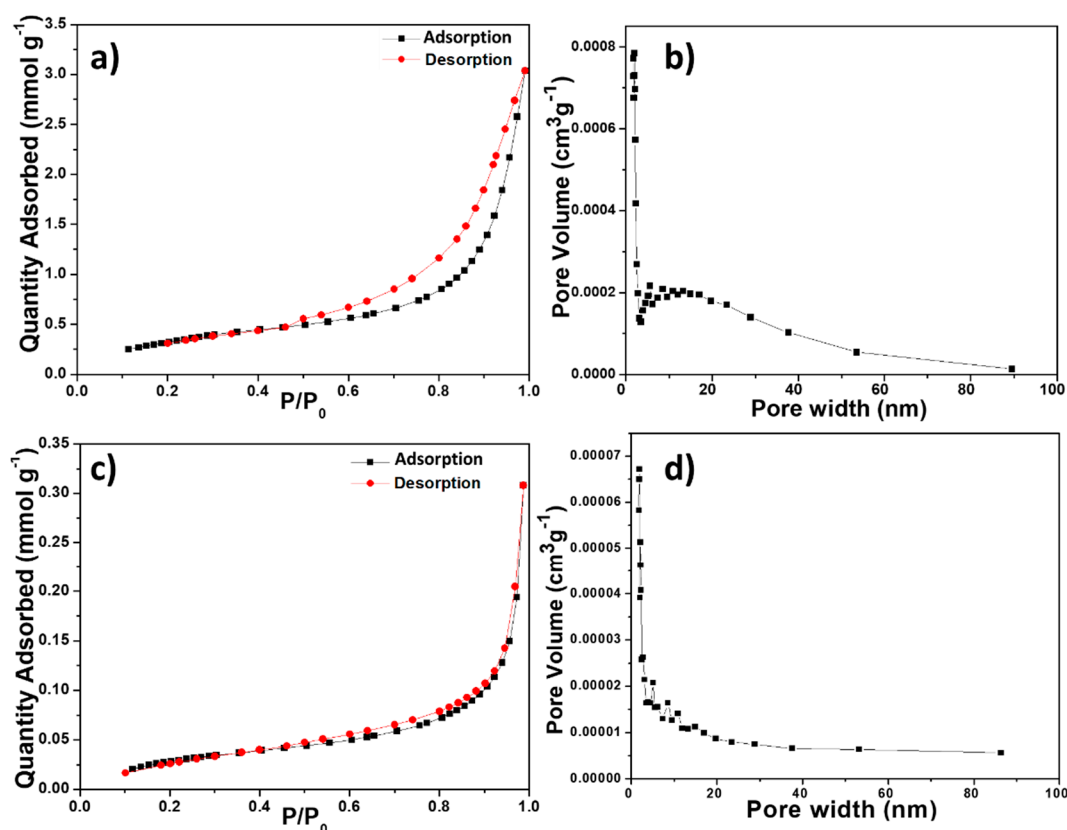 a)
Adsorption
Desorption
Quantity Adsorbed (mmol g⁻¹)
3.5
3.0
2.5
2.0
1.5
1.0
0.5
0.0
0.0 0.2 0.4 0.6 0.8 1.0
P/P₀
b)
Pore Volume (cm³g⁻¹)
0.0008
0.0006
0.0004
0.0002
0.0000
0 20 40 60 80 100
Pore width (nm)
c)
Adsorption
Desorption
Quantity Adsorbed (mmol g⁻¹)
0.35
0.30
0.25
0.20
0.15
0.10
0.05
0.00
0.0 0.2 0.4 0.6 0.8 1.0
P/P₀
d)
Pore Volume (cm³g⁻¹)
0.00007
0.00006
0.00005
0.00004
0.00003
0.00002
0.00001
0.00000
0 20 40 60 80 100
Pore width (nm)